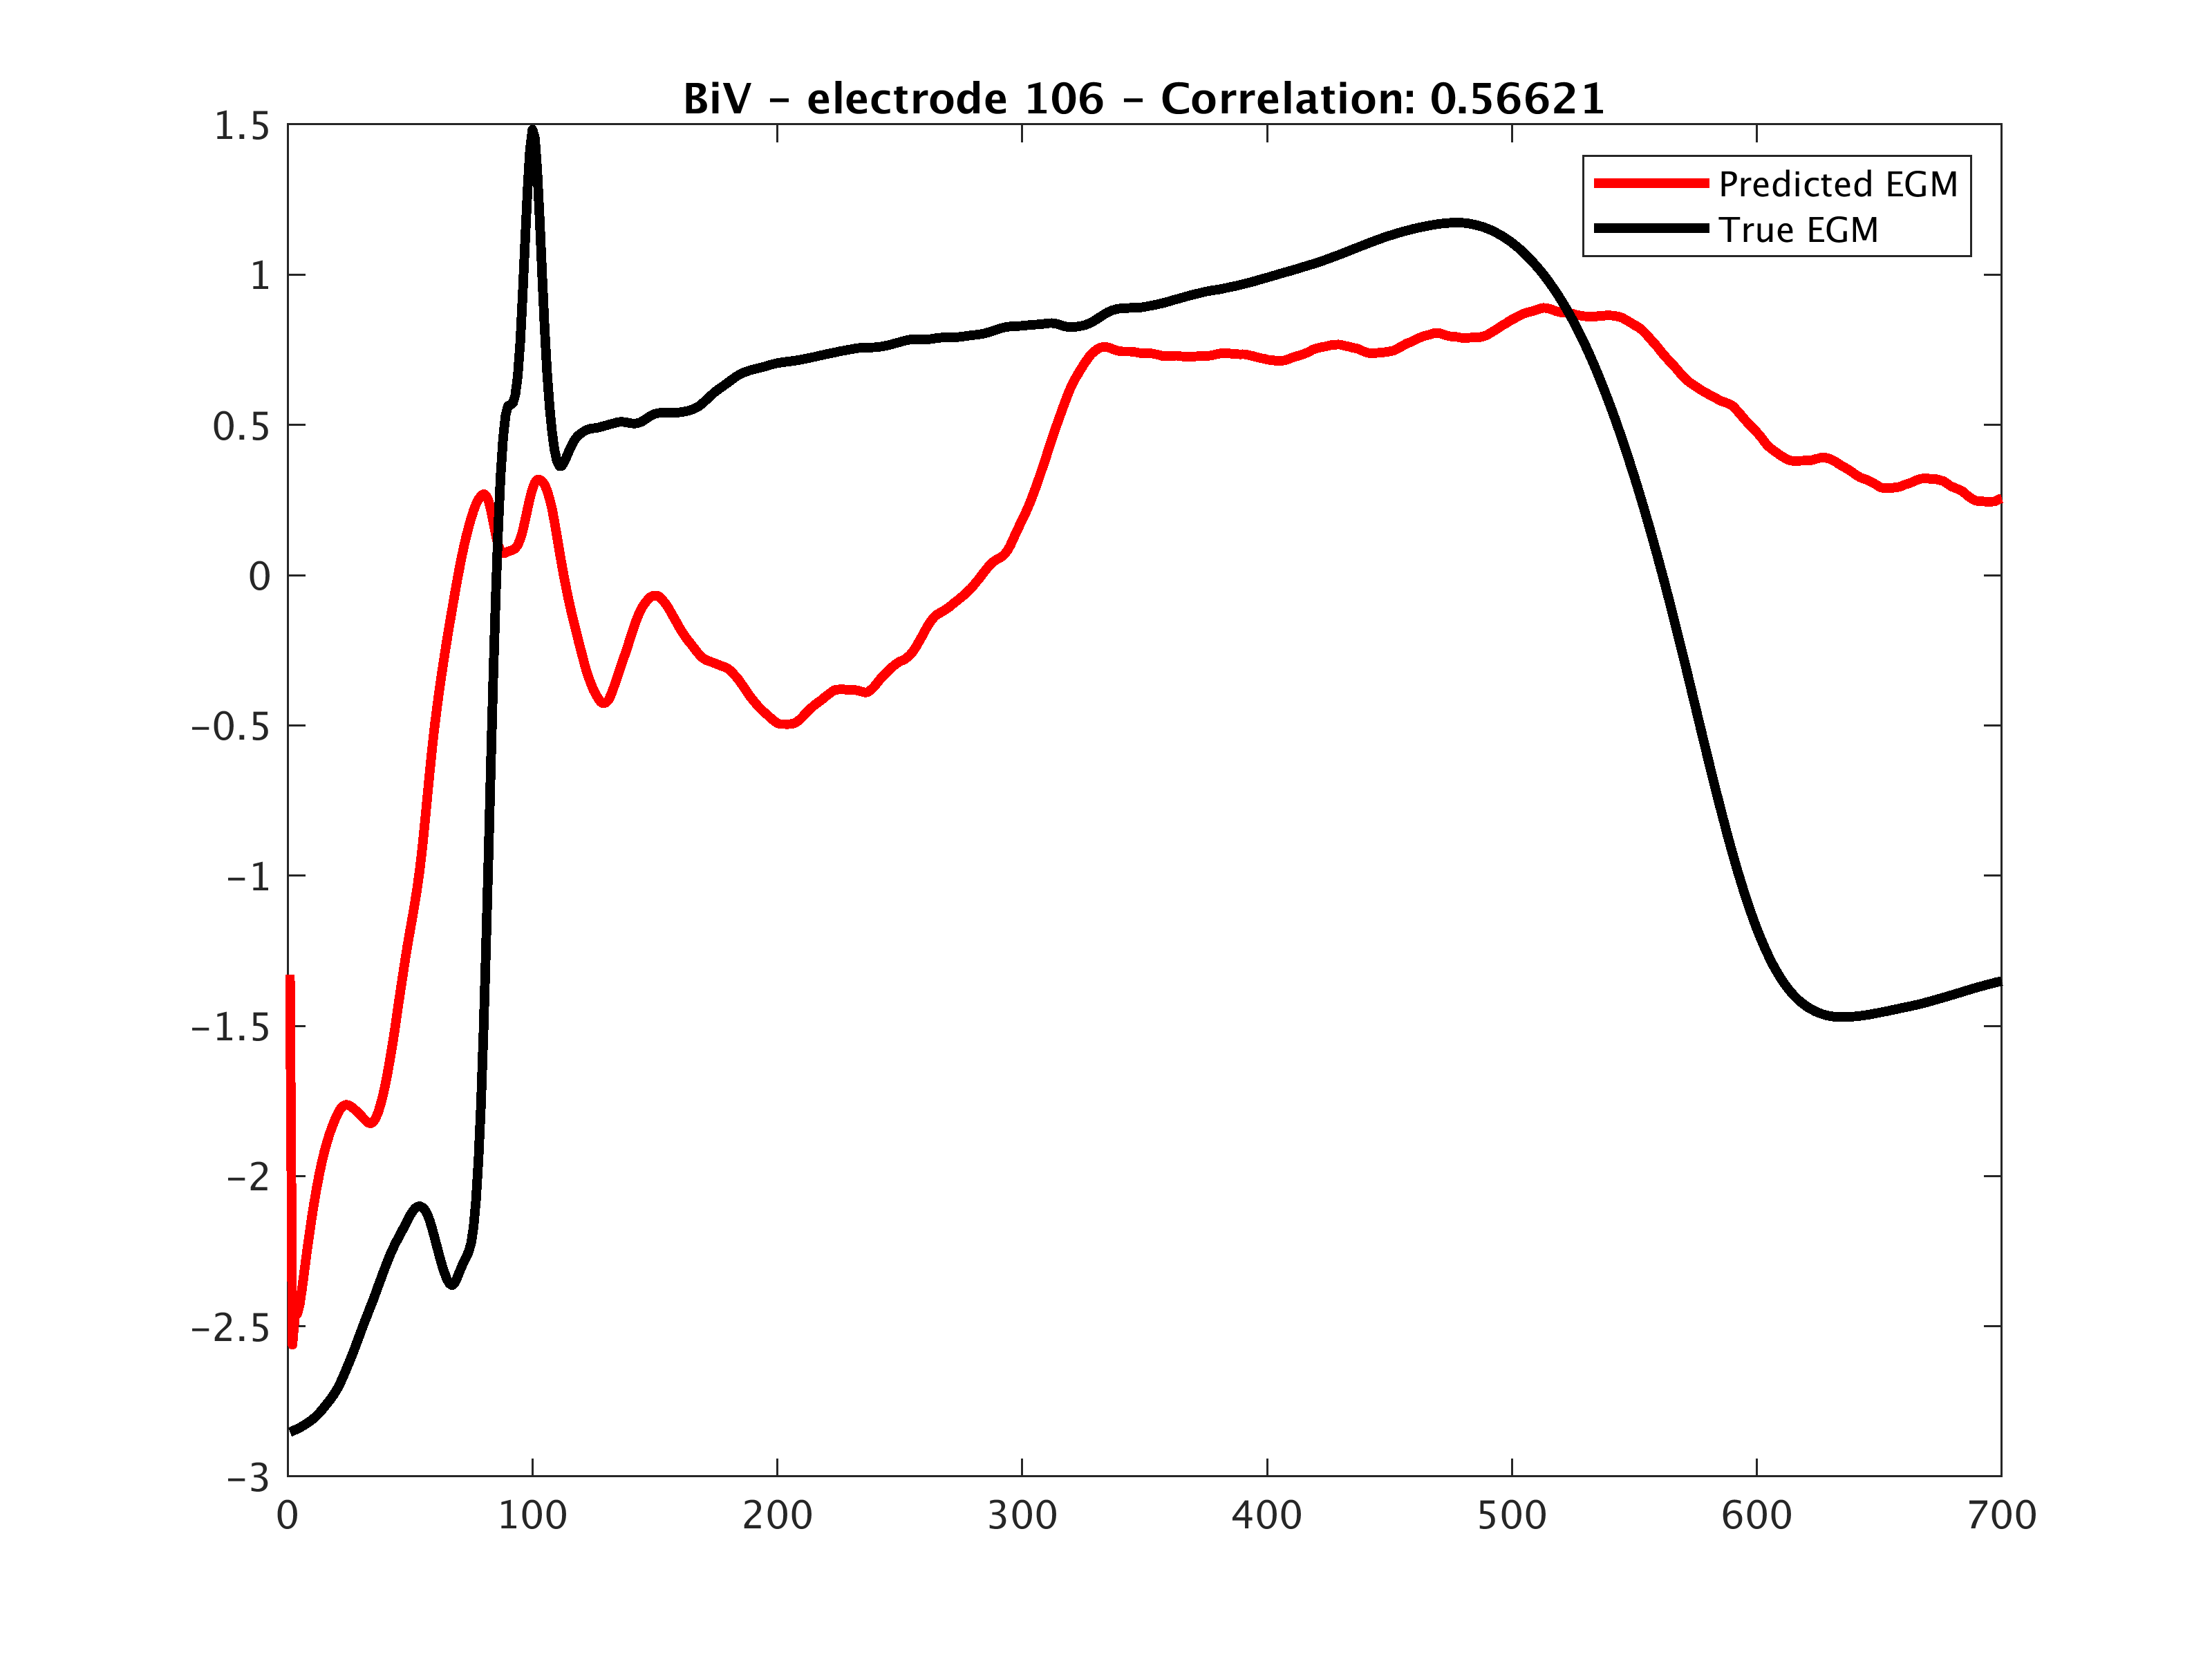 BiV – electrode 106 – Correlation: 0.56621
Predicted EGM
True EGM
1.5
1
0.5
0
−0.5
−1
−1.5
−2
−2.5
−3
0 100 200 300 400 500 600 700